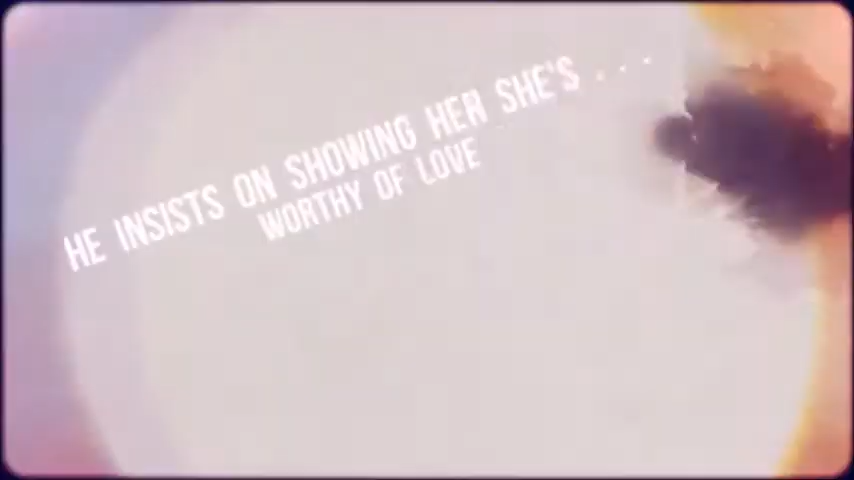 HE INSISTS ON SHOWING HER SHE'S . . .
WORTHY OF LOVE